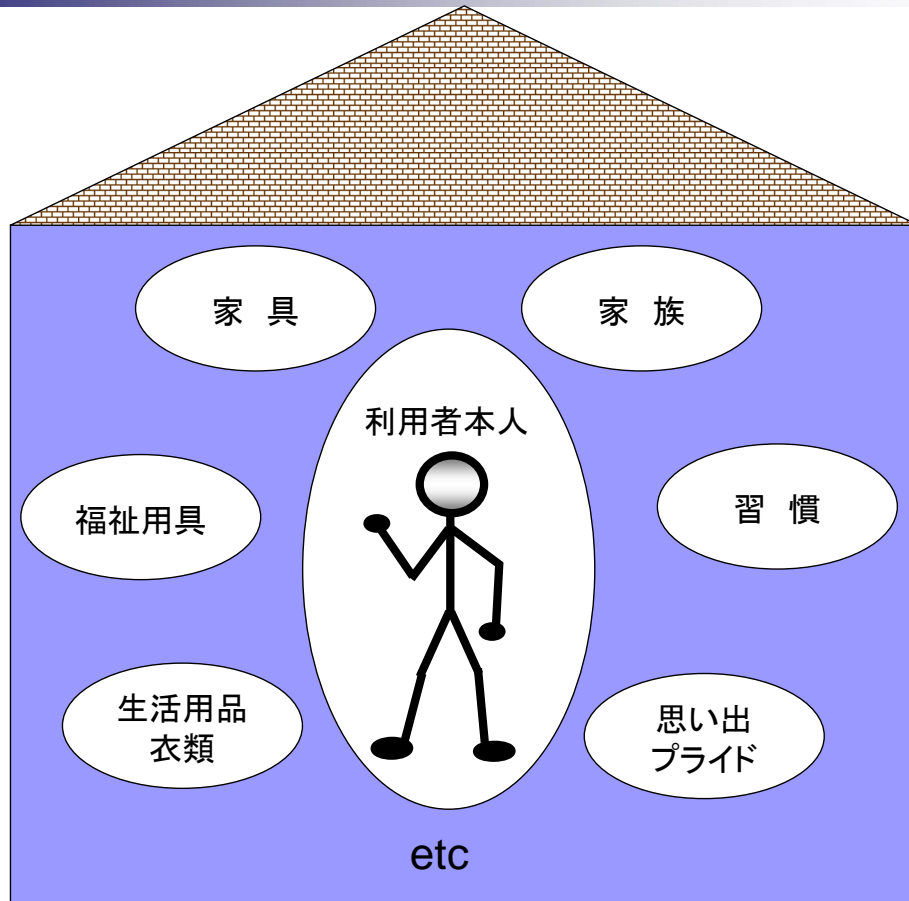 家 具
家 族
利用者本人
福祉用具
習 慣
生活用品
衣類
思い出
プライド
etc